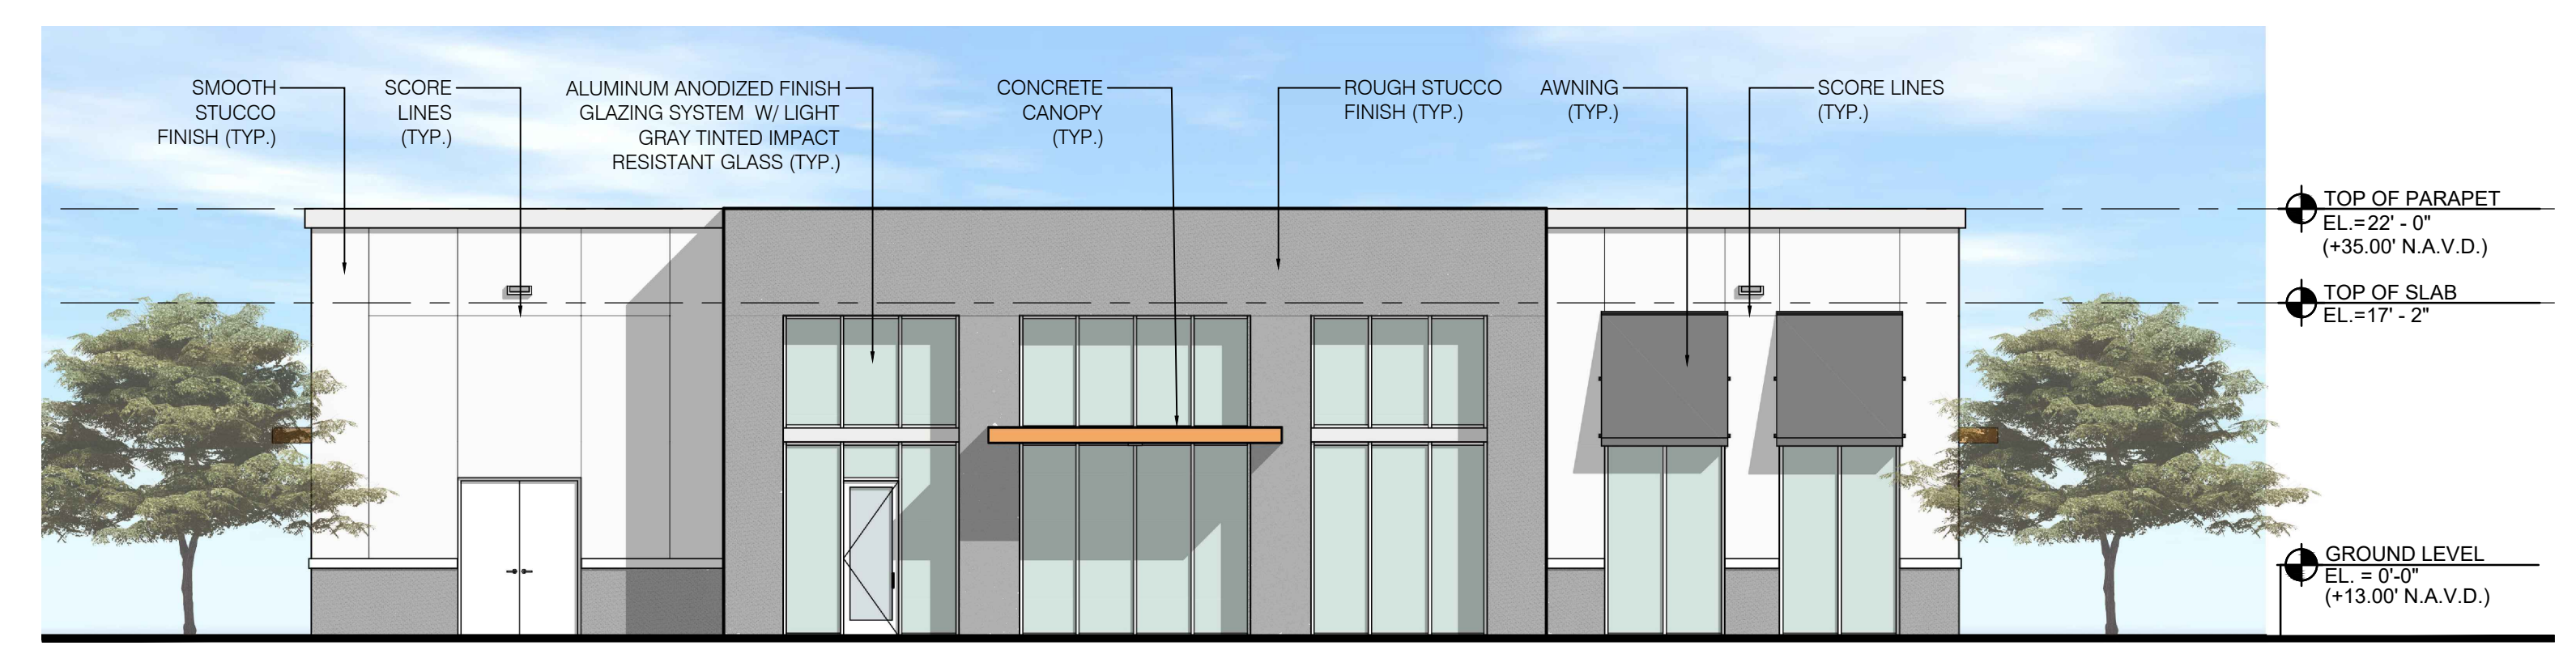 SMOOTH
STUCCO
FINISH (TYP.)
SCORE
LINES
(TYP.)
ALUMINUM ANODIZED FINISH
GLAZING SYSTEM W/ LIGHT
GRAY TINTED IMPACT
RESISTANT GLASS (TYP.)
CONCRETE
CANOPY
(TYP.)
ROUGH STUCCO
FINISH (TYP.)
AWNING
(TYP.)
SCORE LINES
(TYP.)
TOP OF PARAPET
EL.=22' - 0"
(+35.00' N.A.V.D.)
TOP OF SLAB
EL.=17' - 2"
GROUND LEVEL
EL. = 0'-0"
(+13.00' N.A.V.D.)